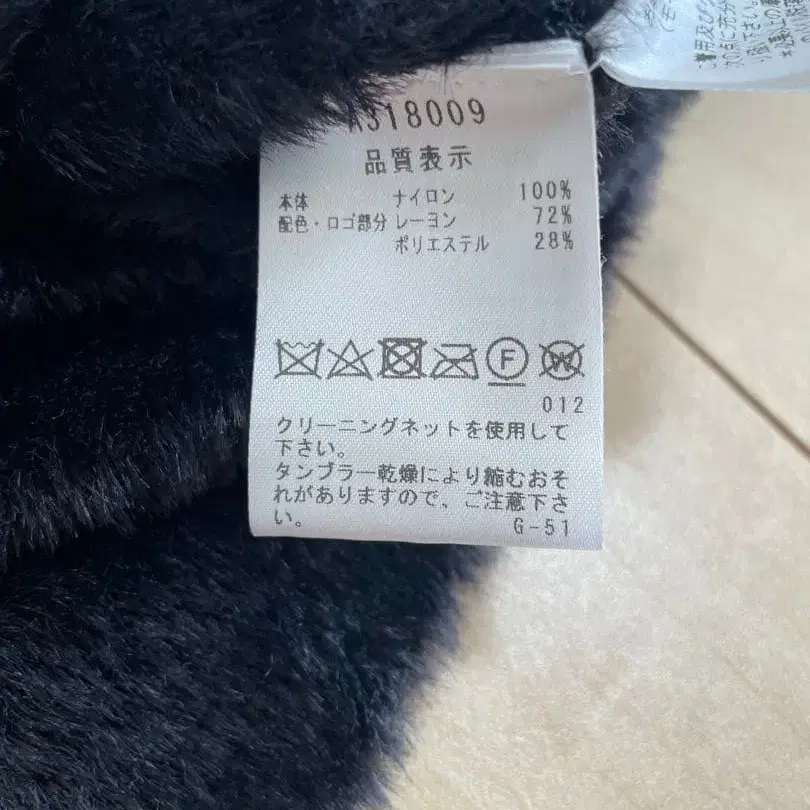 A318009
品質表示
本体 ナイロン 100%
配色・ロゴ部分 レーヨン 72%
ポリエステル 28%
F W
012
クリーニングネットを使用して
下さい。
タンブラー乾燥により縮むおそ
れがありますので、ご注意下さ
い。
G-51